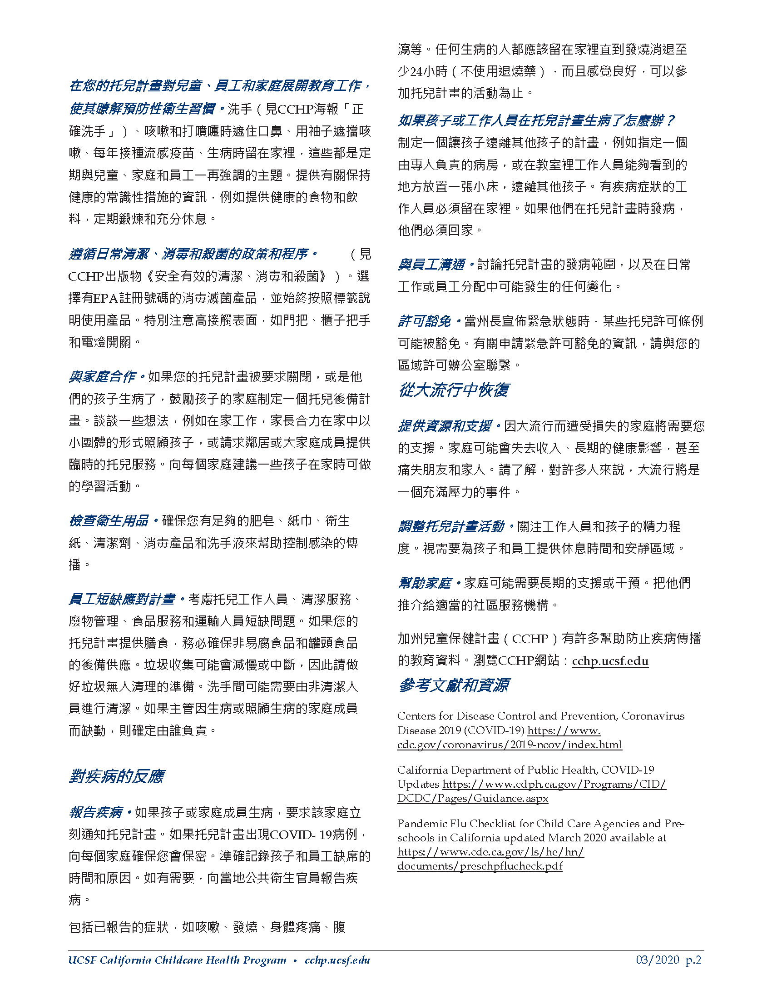 在您的托兒計畫對兒童、員工和家庭展開教育工作，
使其瞭解預防性衛生習慣。洗手（見CCHP海報「正
確洗手」）、咳嗽和打噴嚏時遮住口鼻、用袖子遮擋咳
嗽、每年接種流感疫苗、生病時留在家裡，這些都是定
期與兒童、家庭和員工一再強調的主題。提供有關保持
健康的常識性措施的資訊，例如提供健康的食物和飲
料，定期鍛煉和充分休息。
遵循日常清潔、消毒和殺菌的政策和程序。（見
CCHP出版物《安全有效的清潔、消毒和殺菌》）。選
擇有EPA註冊號碼的消毒滅菌產品，並始終按照標籤說
明使用產品。特別注意高接觸表面，如門把、櫃子把手
和電燈開關。
與家庭合作。如果您的托兒計畫被要求關閉，或是他
們的孩子生病了，鼓勵孩子的家庭制定一個托兒後備計
畫。談談一些想法，例如在家工作，家長合力在家中以
小團體的形式照顧孩子，或請求鄰居或大家庭成員提供
臨時的托兒服務。向每個家庭建議一些孩子在家時可做
的學習活動。
檢查衛生用品。確保您有足夠的肥皂、紙巾、衛生
紙、清潔劑、消毒產品和洗手液來幫助控制感染的傳
播。
員工短缺應對計畫。考慮托兒工作人員、清潔服務、
廢物管理、食品服務和運輸人員短缺問題。如果您的
托兒計畫提供膳食，務必確保非易腐食品和罐頭食品
的後備供應。垃圾收集可能會減慢或中斷，因此請做
好垃圾無人清理的準備。洗手間可能需要由非清潔人
員進行清潔。如果主管因生病或照顧生病的家庭成員
而缺勤，則確定由誰負責。
對疾病的反應
報告疾病。如果孩子或家庭成員生病，要求該家庭立
刻通知托兒計畫。如果托兒計畫出現COVID- 19病例，
向每個家庭確保您會保密。準確記錄孩子和員工缺席的
時間和原因。如有需要，向當地公共衛生官員報告疾
病。
包括已報告的症狀，如咳嗽、發燒、身體疼痛、腹
瀉等。任何生病的人都應該留在家裡直到發燒消退至
少24小時（不使用退燒藥），而且感覺良好，可以參
加托兒計畫的活動為止。
如果孩子或工作人員在托兒計畫生病了怎麼辦？
制定一個讓孩子遠離其他孩子的計畫，例如指定一個
由專人負責的病房，或在教室裡工作人員能夠看到的
地方放置一張小床，遠離其他孩子。有疾病症狀的工
作人員必須留在家裡。如果他們在托兒計畫時發病，
他們必須回家。
與員工溝通。討論托兒計畫的發病範圍，以及在日常
工作或員工分配中可能發生的任何變化。
許可豁免。當州長宣佈緊急狀態時，某些托兒許可條例
可能被豁免。有關申請緊急許可豁免的資訊，請與您的
區域許可辦公室聯繫。
從大流行中恢復
提供資源和支援。因大流行而遭受損失的家庭將需要您
的支援。家庭可能會失去收入、長期的健康影響，甚至
痛失朋友和家人。請了解，對許多人來說，大流行將是
一個充滿壓力的事件。
調整托兒計畫活動。關注工作人員和孩子的精力程
度。視需要為孩子和員工提供休息時間和安靜區域。
幫助家庭。家庭可能需要長期的支援或干預。把他們
推介給適當的社區服務機構。
加州兒童保健計畫（CCHP）有許多幫助防止疾病傳播
的教育資料。瀏覽CCHP網站：cchp.ucsf.edu
參考文獻和資源
Centers for Disease Control and Prevention, Coronavirus
Disease 2019 (COVID-19) https://www.
cdc.gov/coronavirus/2019-ncov/index.html
California Department of Public Health, COVID-19
Updates https://www.cdph.ca.gov/Programs/CID/
DCDC/Pages/Guidance.aspx
Pandemic Flu Checklist for Child Care Agencies and Pre-
schools in California updated March 2020 available at
https://www.cde.ca.gov/ls/he/hn/
documents/preschpflucheck.pdf
UCSF California Childcare Health Program • cchp.ucsf.edu
03/2020 p.2